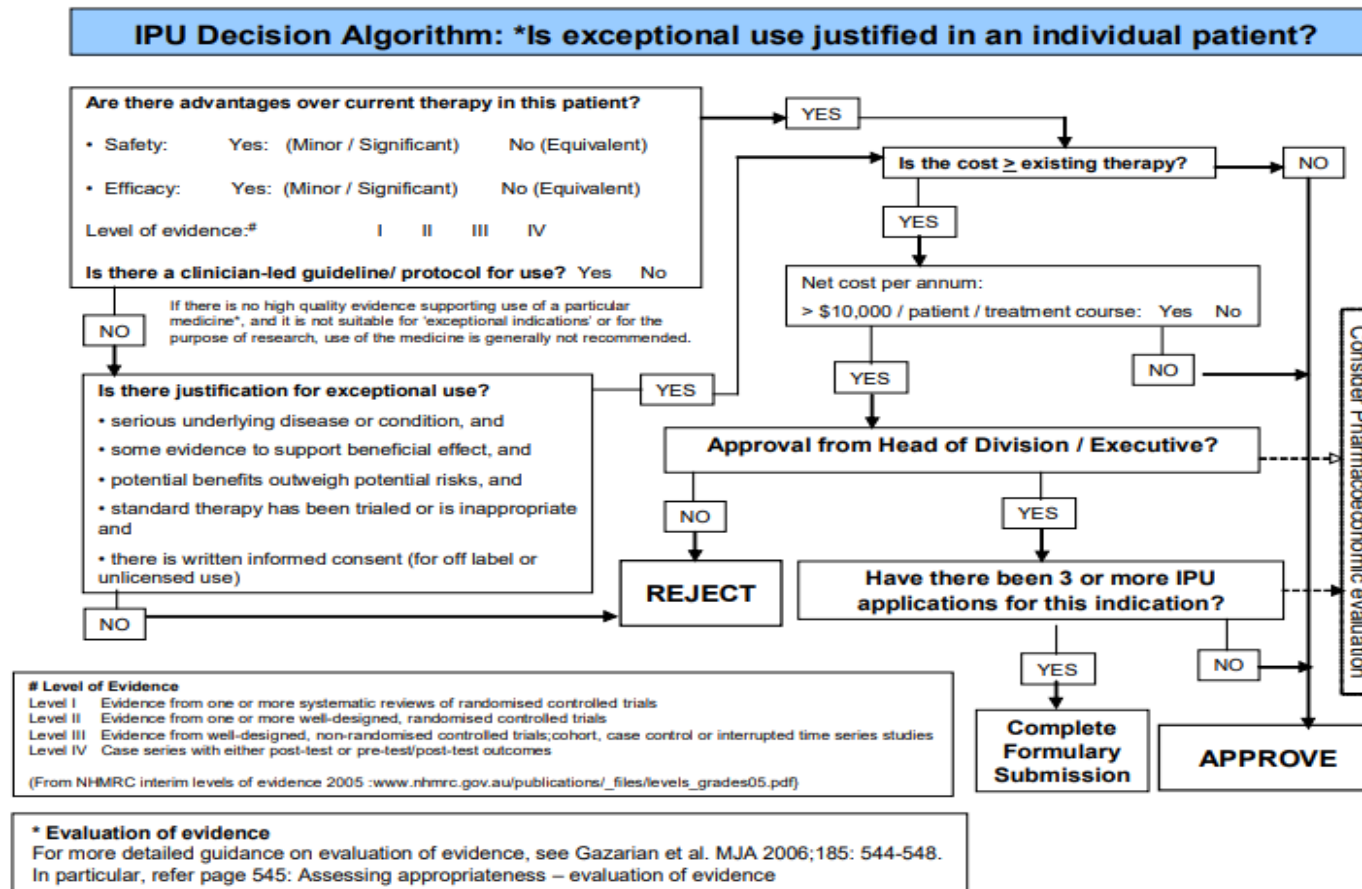 IPU Decision Algorithm: *Is exceptional use justified in an individual patient?
Are there advantages over current therapy in this patient?
• Safety: Yes: (Minor / Significant) No (Equivalent)
• Efficacy: Yes: (Minor / Significant) No (Equivalent)
Level of evidence:# I II III IV
Is there a clinician-led guideline/ protocol for use? Yes No
YES
Is the cost ≥ existing therapy?
NO
YES
Net cost per annum:
> $10,000 / patient / treatment course: Yes No
NO
If there is no high quality evidence supporting use of a particular
medicine*, and it is not suitable for 'exceptional indications' or for the
purpose of research, use of the medicine is generally not recommended.
Is there justification for exceptional use?
• serious underlying disease or condition, and
• some evidence to support beneficial effect, and
• potential benefits outweigh potential risks, and
• standard therapy has been trialed or is inappropriate
and
• there is written informed consent (for off label or
unlicensed use)
YES
YES
NO
Approval from Head of Division / Executive?
NO
YES
REJECT
NO
Have there been 3 or more IPU
applications for this indication?
Consider Pharmacoeconomic evaluation
YES
NO
Complete
Formulary
Submission
APPROVE
# Level of Evidence
Level I Evidence from one or more systematic reviews of randomised controlled trials
Level II Evidence from one or more well-designed, randomised controlled trials
Level III Evidence from well-designed, non-randomised controlled trials;cohort, case control or interrupted time series studies
Level IV Case series with either post-test or pre-test/post-test outcomes
(From NHMRC interim levels of evidence 2005 :www.nhmrc.gov.au/publications/_files/levels_grades05.pdf)
* Evaluation of evidence
For more detailed guidance on evaluation of evidence, see Gazarian et al. MJA 2006;185: 544-548.
In particular, refer page 545: Assessing appropriateness – evaluation of evidence